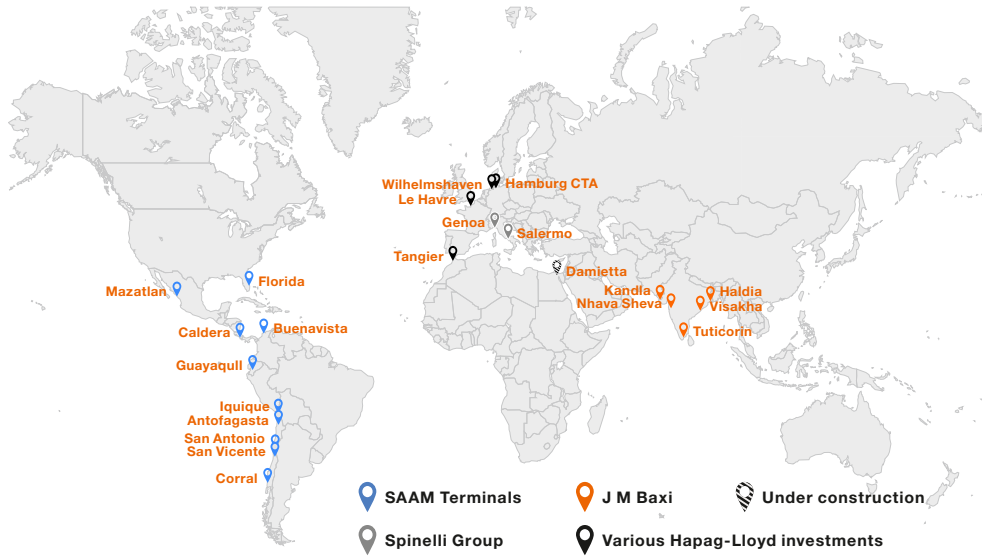 Wilhelmshaven
Hamburg CTA
Le Havre
Genoa
Salermo
Tangier
Damietta
Florida
Mazatlan
Kandla
Haldia
Nhava Sheva
Visakha
Buenavista
Caldera
Tuticorin
Guayaqull
Iquique
Antofagasta
San Antonio
San Vicente
Corral
SAAM Terminals
J M Baxi
Under construction
Spinelli Group
Various Hapag-Lloyd investments